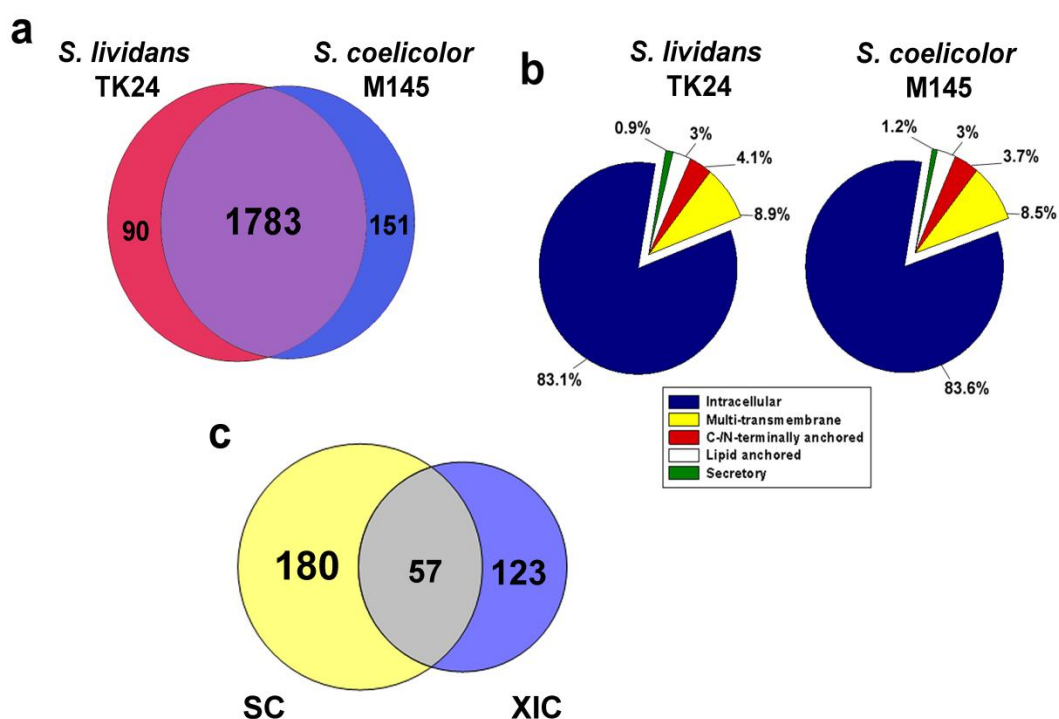 a
S. lividans
TK24
S. coelicolor
M145
90
1783
151
b
S. lividans
TK24
S. coelicolor
M145
0.9%
3%
4.1%
8.9%
83.1%
1.2%
3%
3.7%
8.5%
83.6%
Intracellular
Multi-transmembrane
C-/N-terminally anchored
Lipid anchored
Secretory
c
180
57
123
SC
XIC